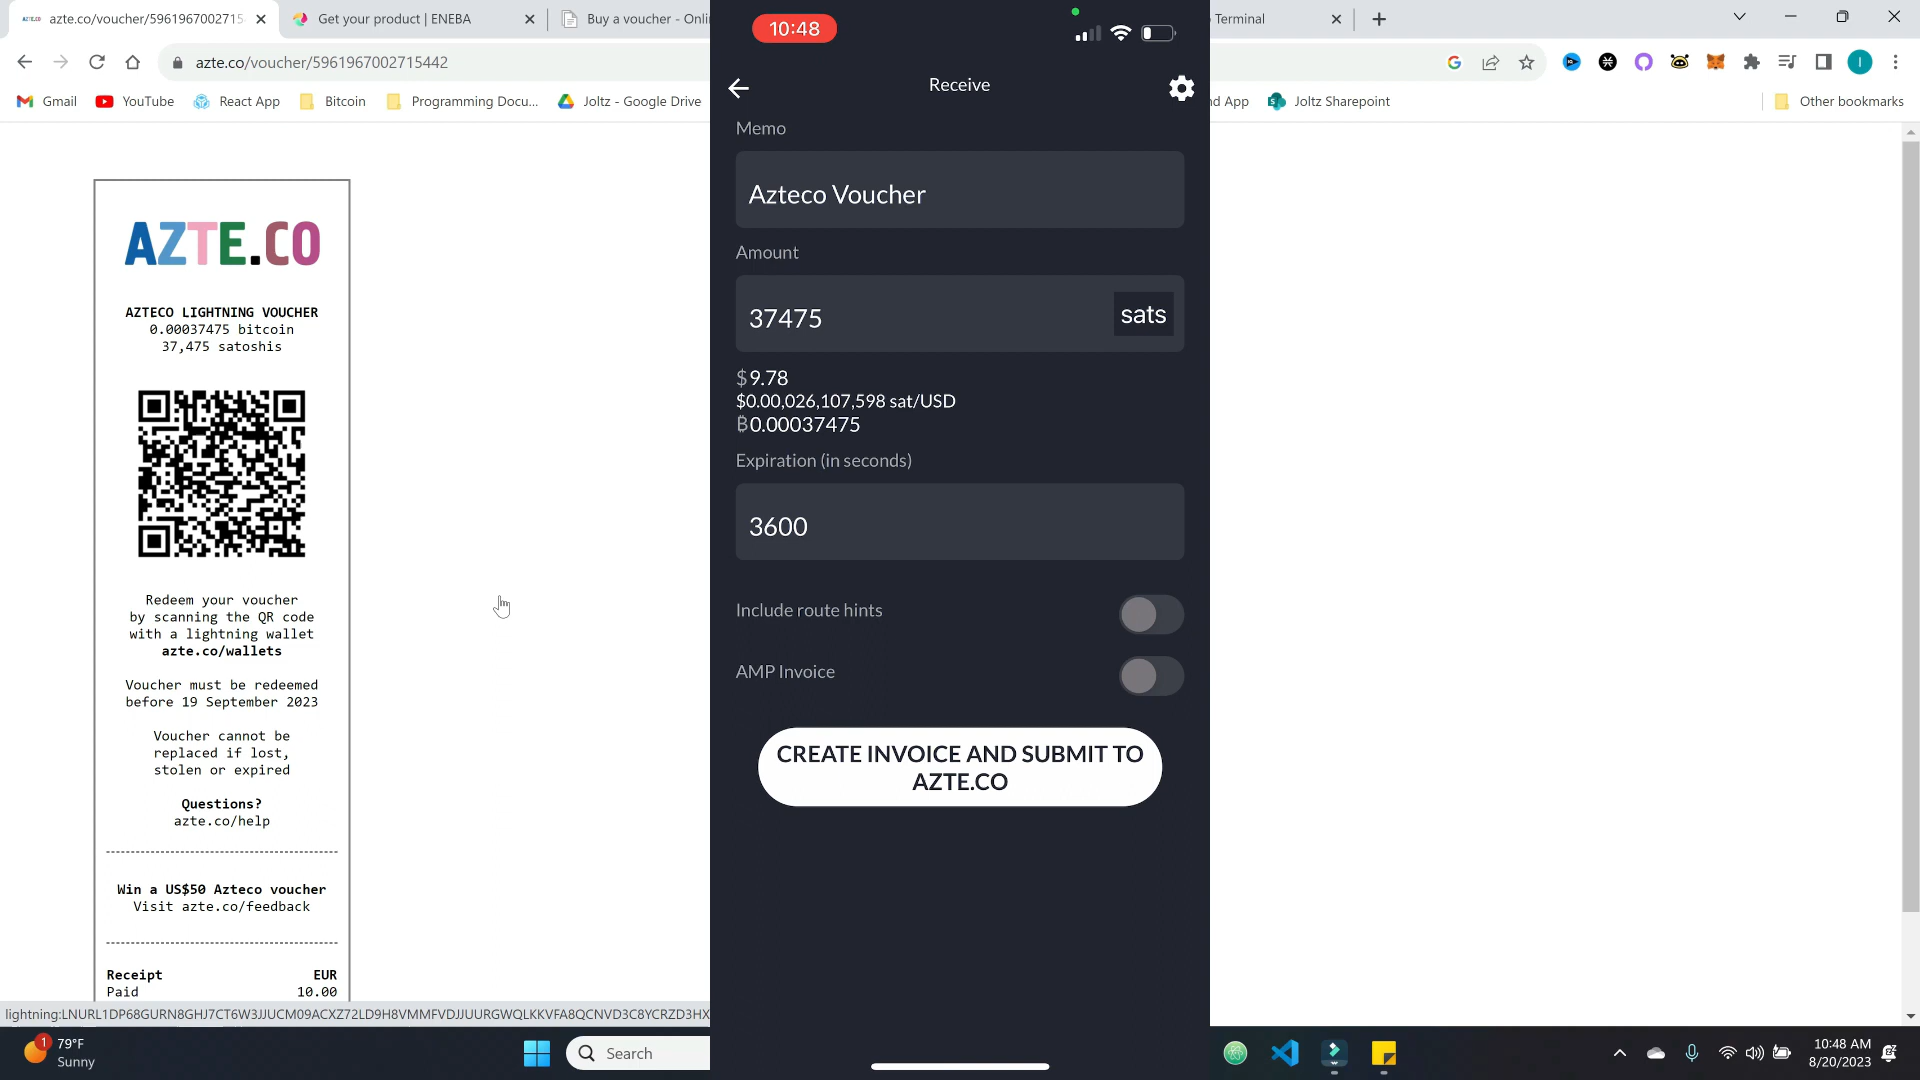 azte.co/voucher/5961967002715
Get your product | ENEBA
Buy a voucher - Onli
Terminal
azte.co/voucher/5961967002715442
Gmail
YouTube
React App
Bitcoin
Programming Docu...
Joltz - Google Drive
nd App
Joltz Sharepoint
Other bookmarks
AZTE.CO
AZTECO LIGHTNING VOUCHER
0.00037475 bitcoin
37,475 satoshis
Redeem your voucher
by scanning the QR code
with a lightning wallet
azte.co/wallets
Voucher must be redeemed
before 19 September 2023
Voucher cannot be
replaced if lost,
stolen or expired
Questions?
azte.co/help
Win a US$50 Azteco voucher
Visit azte.co/feedback
Receipt EUR
Paid 10.00
10:48
Receive
Memo
Azteco Voucher
Amount
37475 sats
$9.78
$0.00,026,107,598 sat/USD
₿0.00037475
Expiration (in seconds)
3600
Include route hints
AMP Invoice
CREATE INVOICE AND SUBMIT TO
AZTE.CO
lightning:LNURL1DP68GURN8GHJ7CT6W3JJUCM09ACXZ72LD9H8VMMFVDJJUURGWQLKKVFA8QCNVD3C8YCRZD3HX
1
79°F
Sunny
Search
10:48 AM
8/20/2023